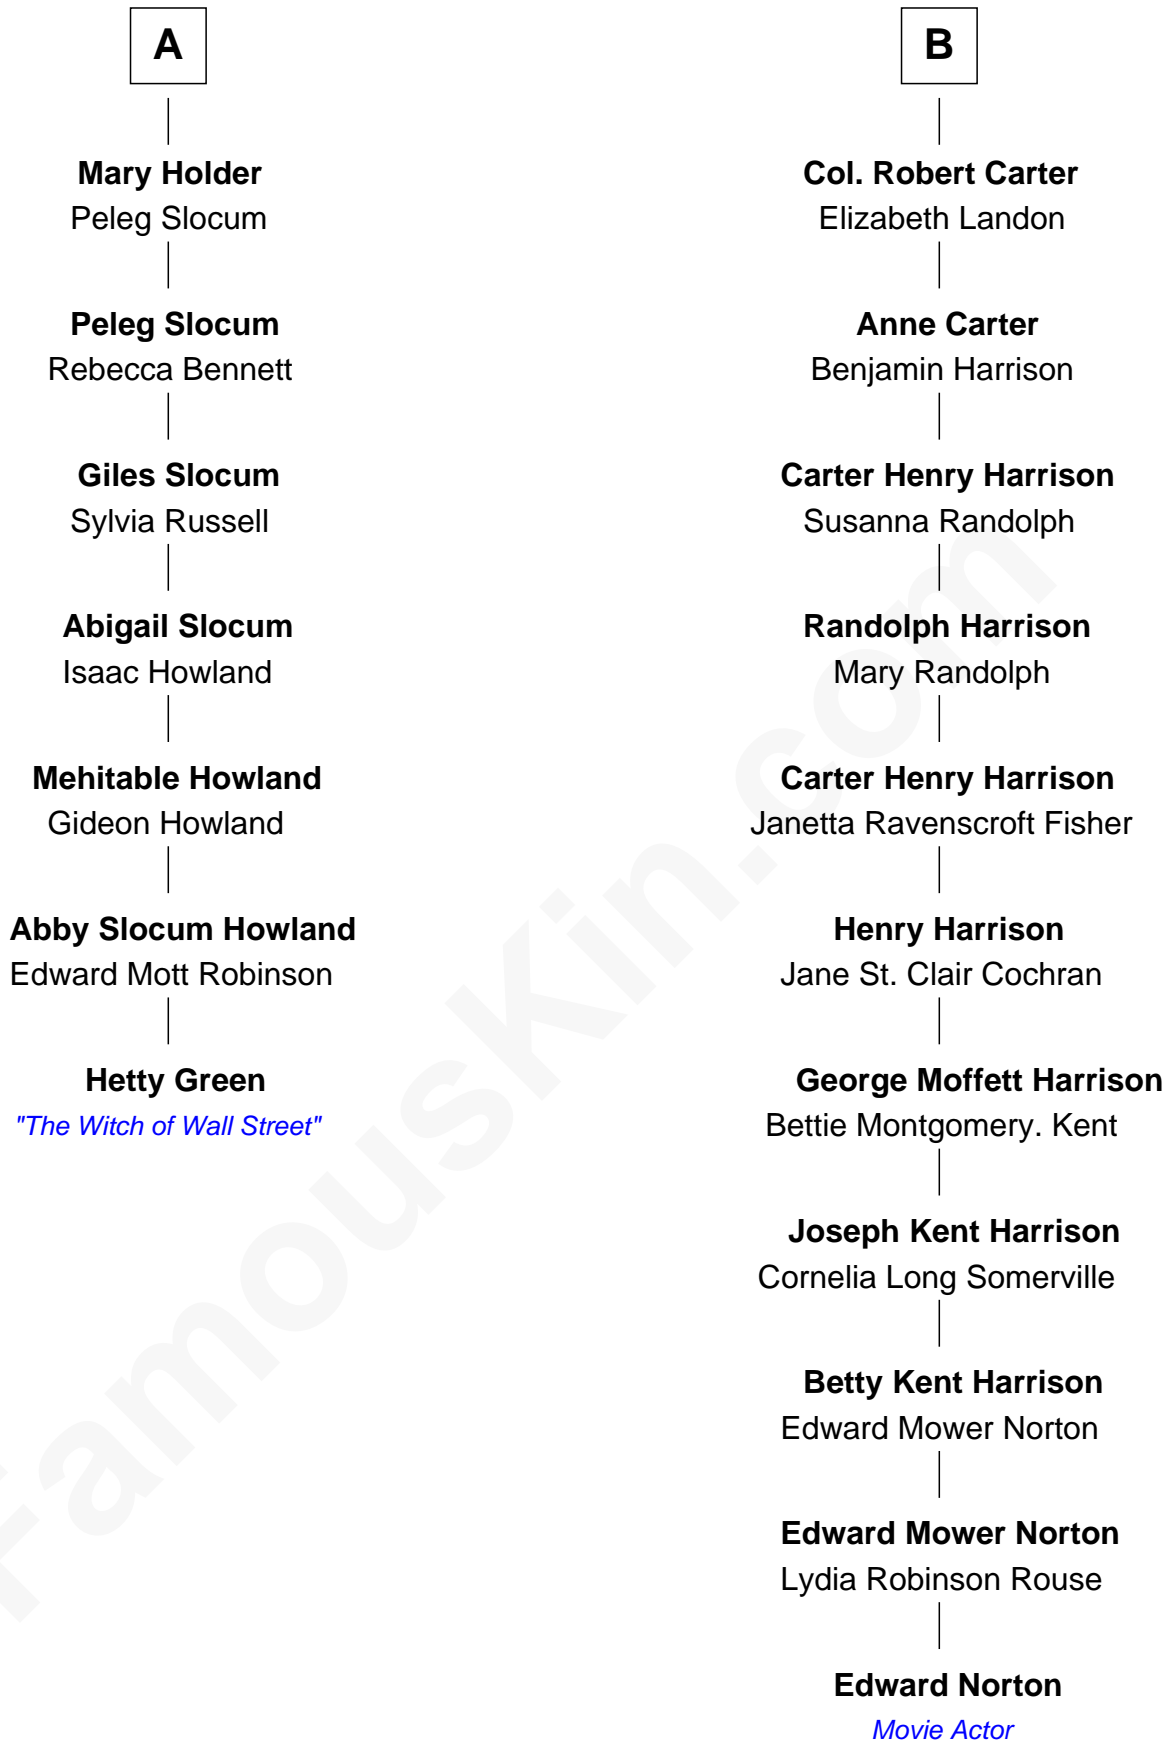 A
Mary Holder
Peleg Slocum
Peleg Slocum
Rebecca Bennett
Giles Slocum
Sylvia Russell
Abigail Slocum
Isaac Howland
Mehitable Howland
Gideon Howland
Abby Slocum Howland
Edward Mott Robinson
Hetty Green
"The Witch of Wall Street"
B
Col. Robert Carter
Elizabeth Landon
Anne Carter
Benjamin Harrison
Carter Henry Harrison
Susanna Randolph
Randolph Harrison
Mary Randolph
Carter Henry Harrison
Janetta Ravenscroft Fisher
Henry Harrison
Jane St. Clair Cochran
George Moffett Harrison
Bettie Montgomery. Kent
Joseph Kent Harrison
Cornelia Long Somerville
Betty Kent Harrison
Edward Mower Norton
Edward Mower Norton
Lydia Robinson Rouse
Edward Norton
Movie Actor
FamousKin.com